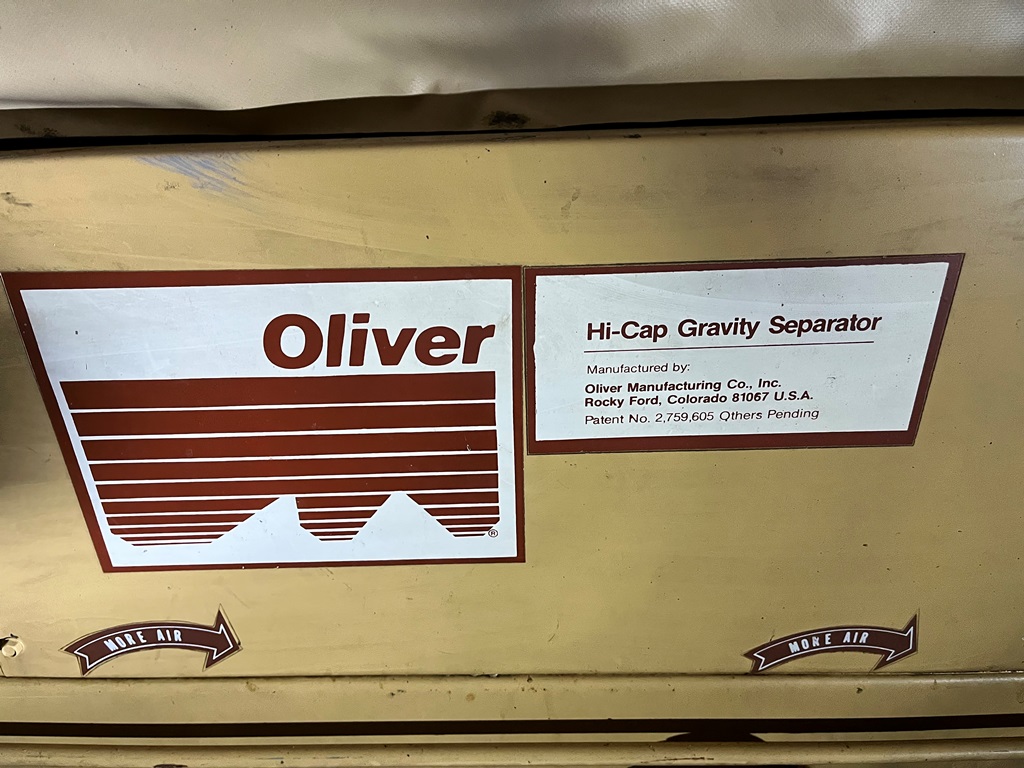 Oliver
®
Hi-Cap Gravity Separator
Manufactured by:
Oliver Manufacturing Co., Inc.
Rocky Ford, Colorado 81067 U.S.A.
Patent No. 2,759,605 Others Pending
MORE AIR
MORE AIR